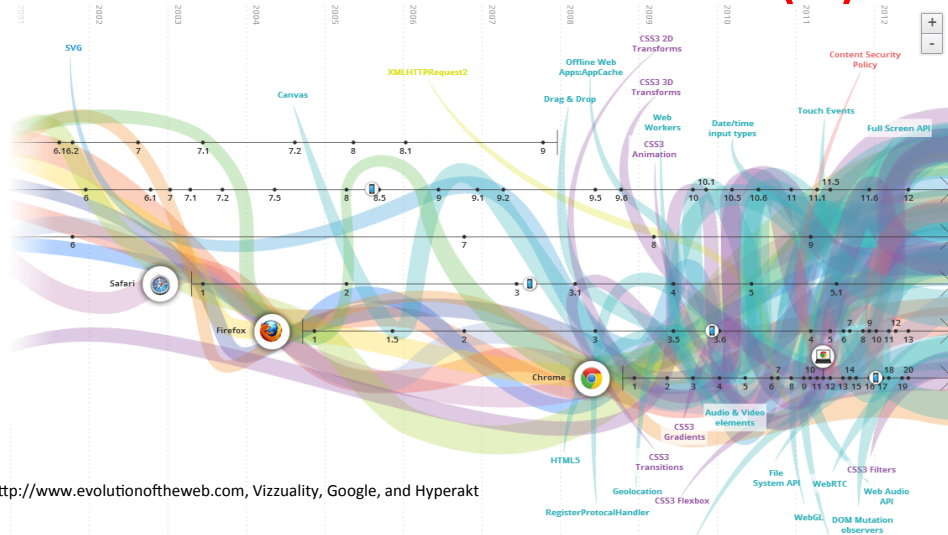 2001 2002 2003 2004 2005 2006 2007 2008 2009 2010 2011 2012
+
-
SVG
Canvas
XMLHTTPRequest2
Offline Web
Apps:AppCache
Drag & Drop
CSS3 2D
Transforms
CSS3 3D
Transforms
Web
Workers
CSS3
Animation
Date/time
input types
Content Security
Policy
Touch Events
Full Screen API
6.1 6.2 7 7.1 7.2 8 8.1 9
6 6.1 7 7.1 7.2 7.5 8 8.5 9 9.1 9.2 9.5 9.6 10 10.1 10.5 10.6 11 11.1 11.5 11.6 12
6 7 8 9
Safari 1 2 3 3.1 4 5 5.1
Firefox 1 1.5 2 3 3.5 3.6 4 5 6 7 8 9 10 11 12 13
Chrome 1 2 3 4 5 6 7 8 9 10 11 12 13 14 15 16 17 18 19 20
Audio & Video
elements
CSS3
Gradients
CSS3
Transitions
HTML5
Geolocation
CSS3 Flexbox
RegisterProtocalHandler
File
System API
WebRTC
CSS3 Filters
Web Audio
API
WebGL
DOM Mutation
observers
ttp://www.evolutionoftheweb.com, Vizzuality, Google, and Hyperakt